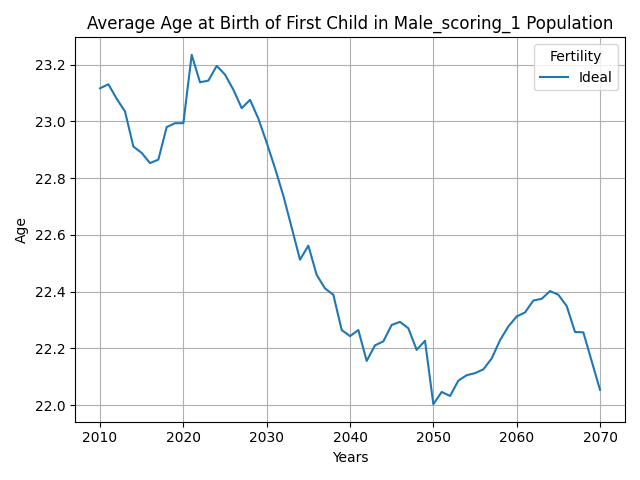 Average Age at Birth of First Child in Male_scoring_1 Population
Fertility
Ideal
23.2
23.0
22.8
22.6
22.4
22.2
22.0
Age
2010 2020 2030 2040 2050 2060 2070
Years